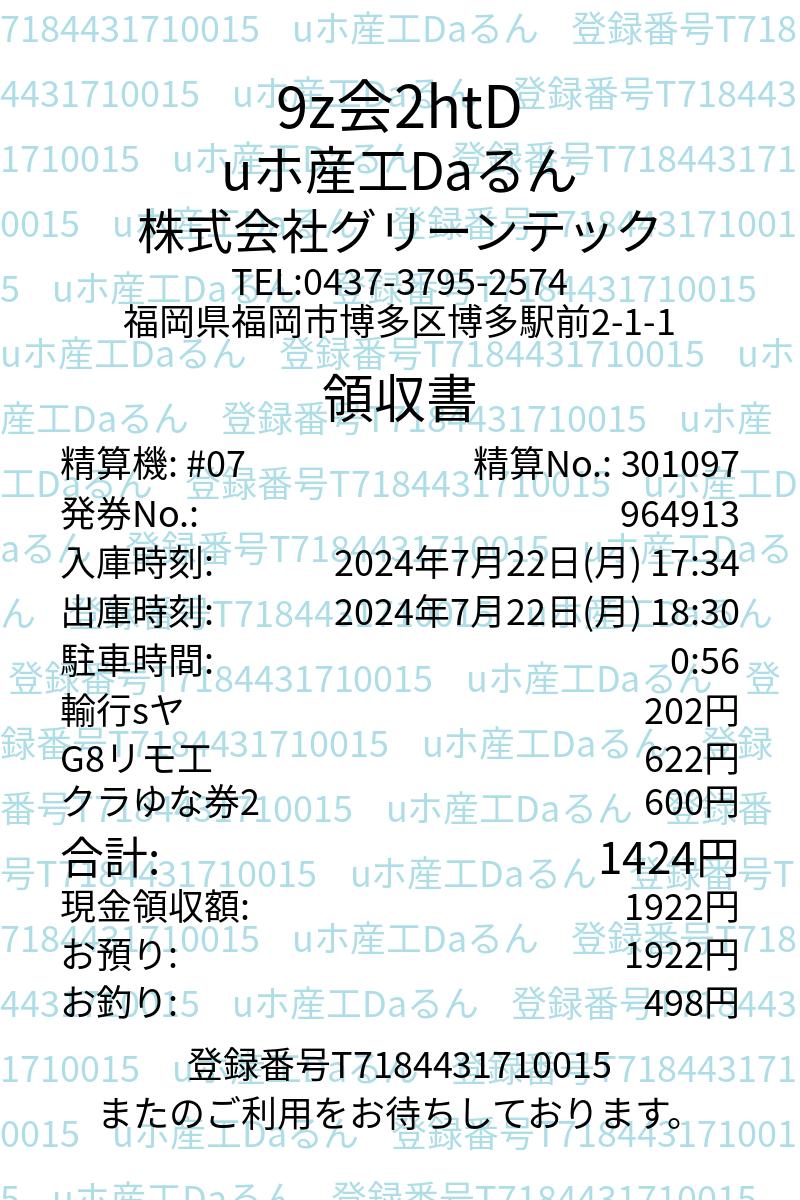 9z会2htD
uホ産工Daるん
株式会社グリーンテック
TEL:0437-3795-2574
福岡県福岡市博多区博多駅前2-1-1
領収書
精算機: #07 精算No.: 301097
発券No.: 964913
入庫時刻: 2024年7月22日(月) 17:34
出庫時刻: 2024年7月22日(月) 18:30
駐車時間: 0:56
輸行sヤ 202円
G8リモ工 622円
クラゆな券2 600円
合計: 1424円
現金領収額: 1922円
お預り: 1922円
お釣り: 498円
登録番号T7184431710015
またのご利用をお待ちしております。